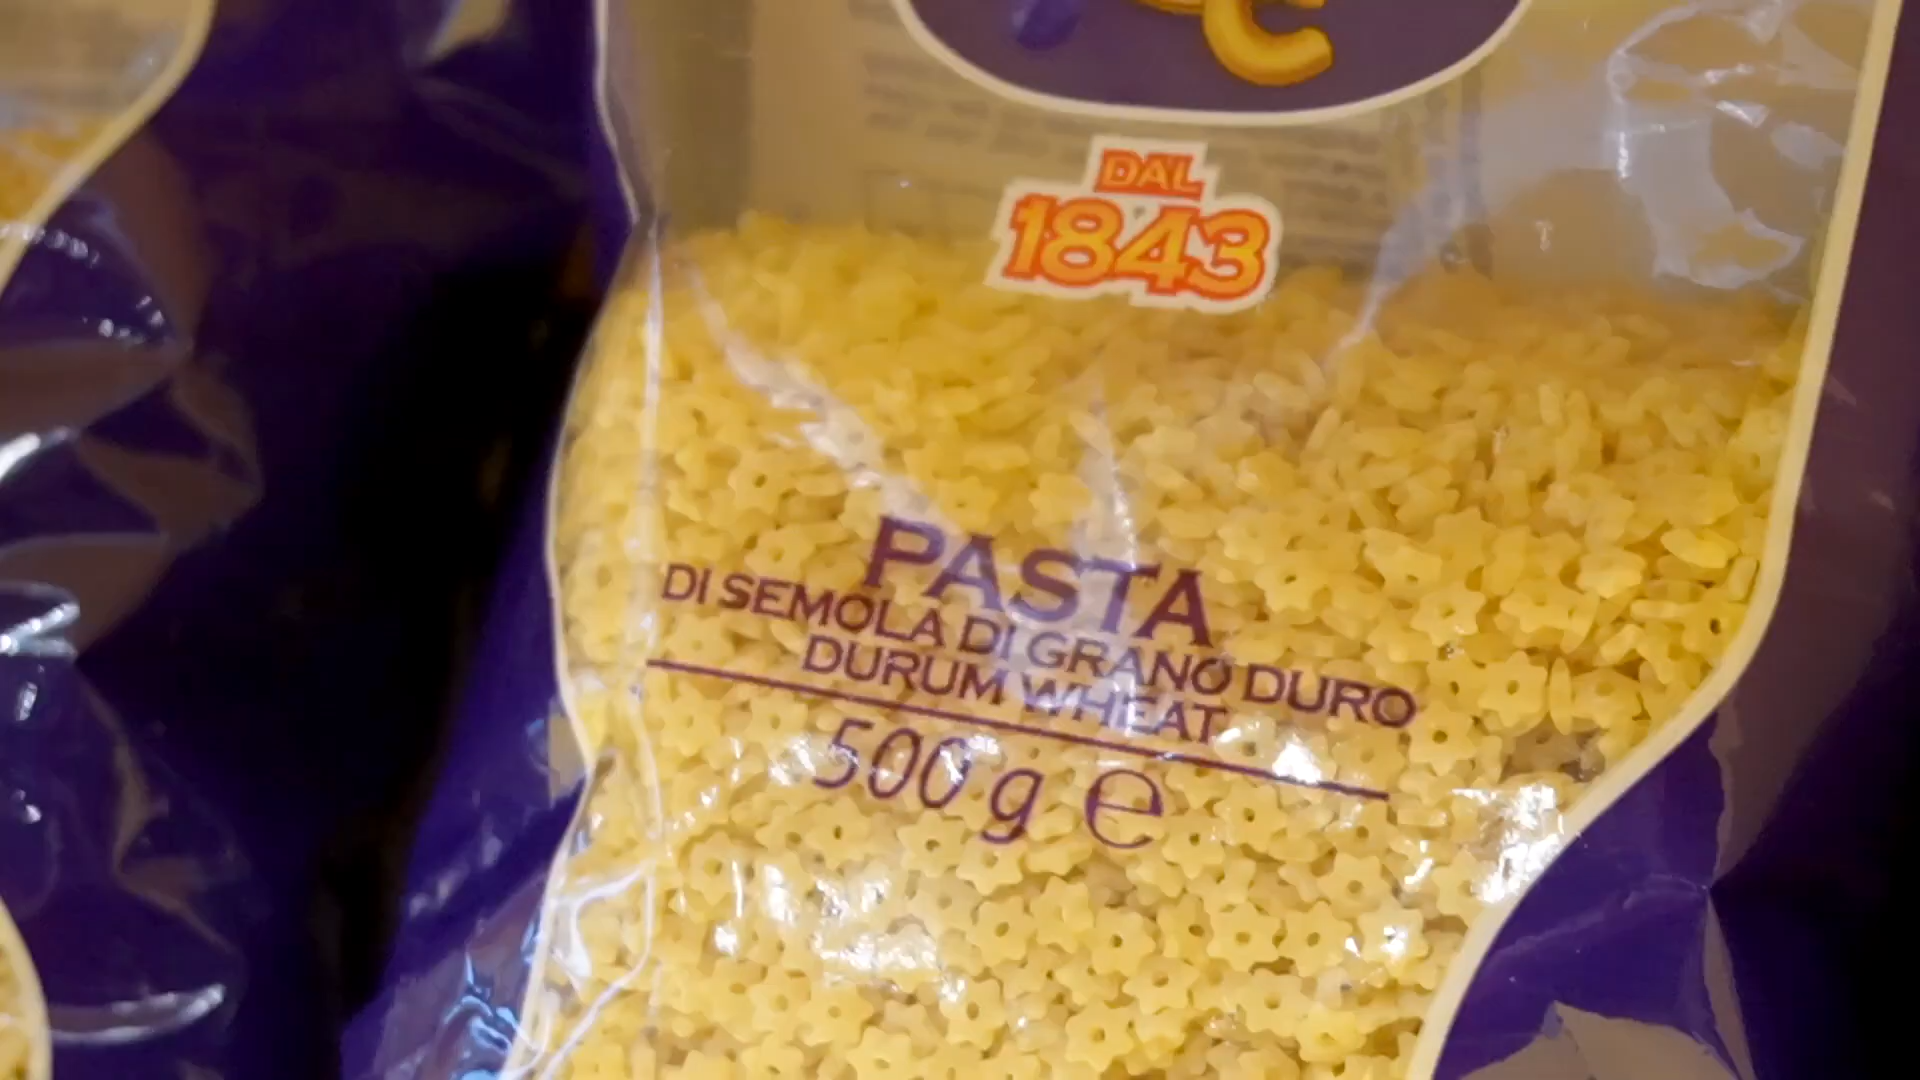 DAL
1843
PASTA
DI SEMOLA DI GRANO DURO
DURUM WHEAT
500 g ℮